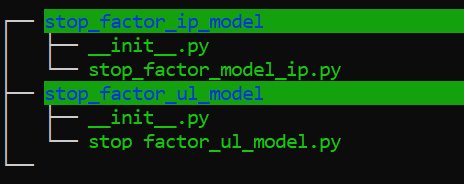 stop_factor_ip_model
__init__.py
stop_factor_model_ip.py
stop_factor_ul_model
__init__.py
stop factor_ul_model.py